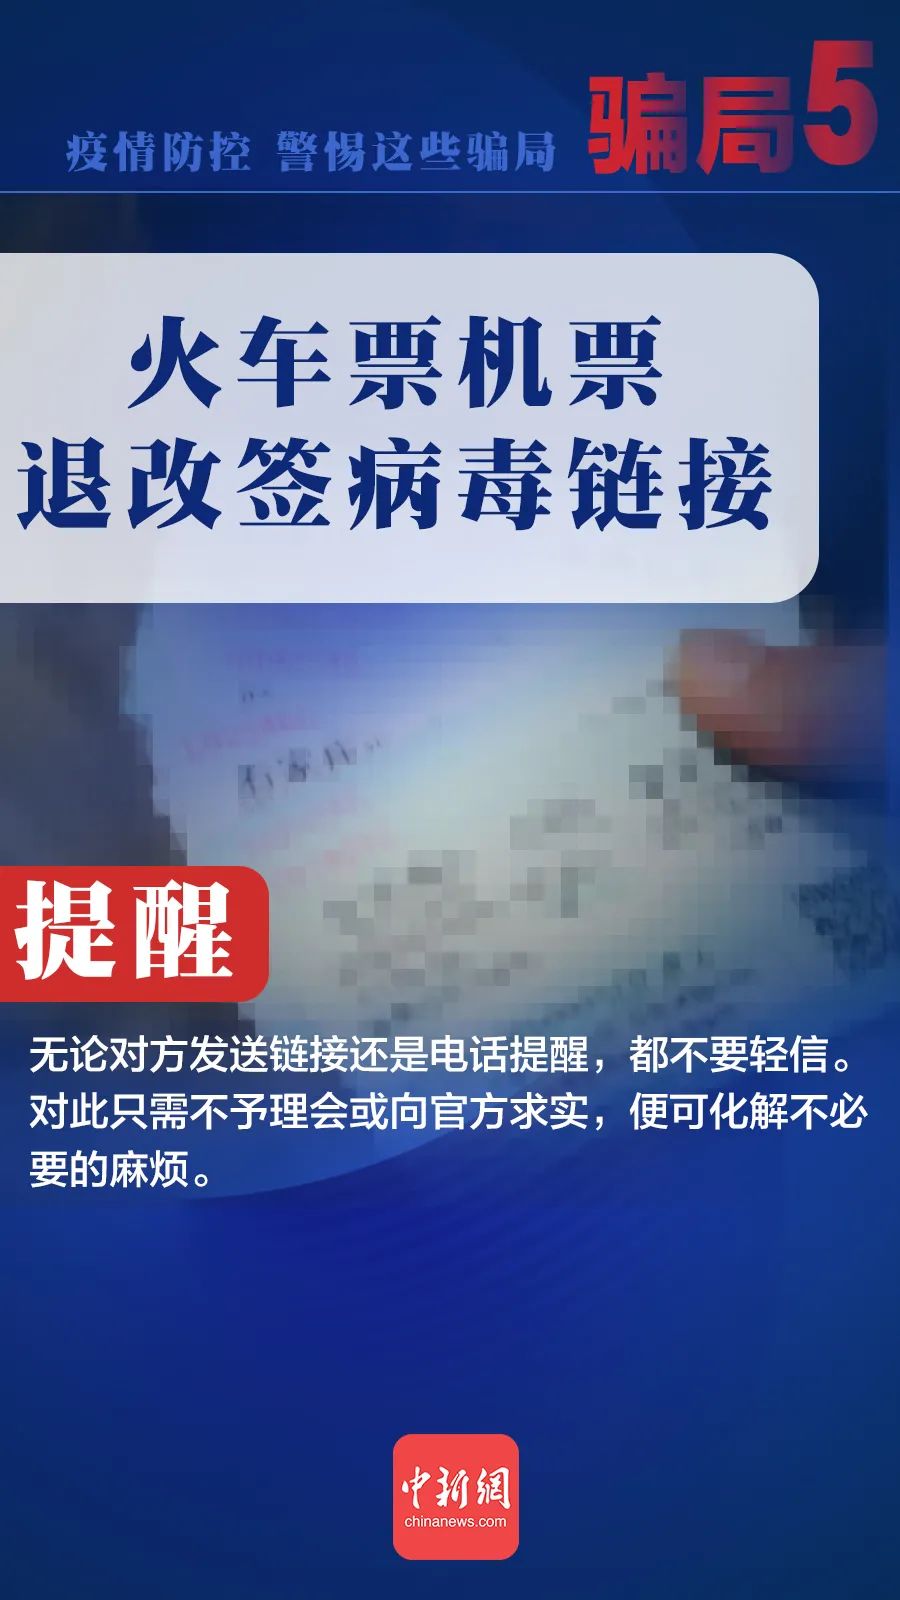 疫情防控 警惕这些骗局 骗局5
火车票机票
退改签病毒链接
提醒
无论对方发送链接还是电话提醒，都不要轻信。
对此只需不予理会或向官方求实，便可化解不必
要的麻烦。
中新網
chinanews.com